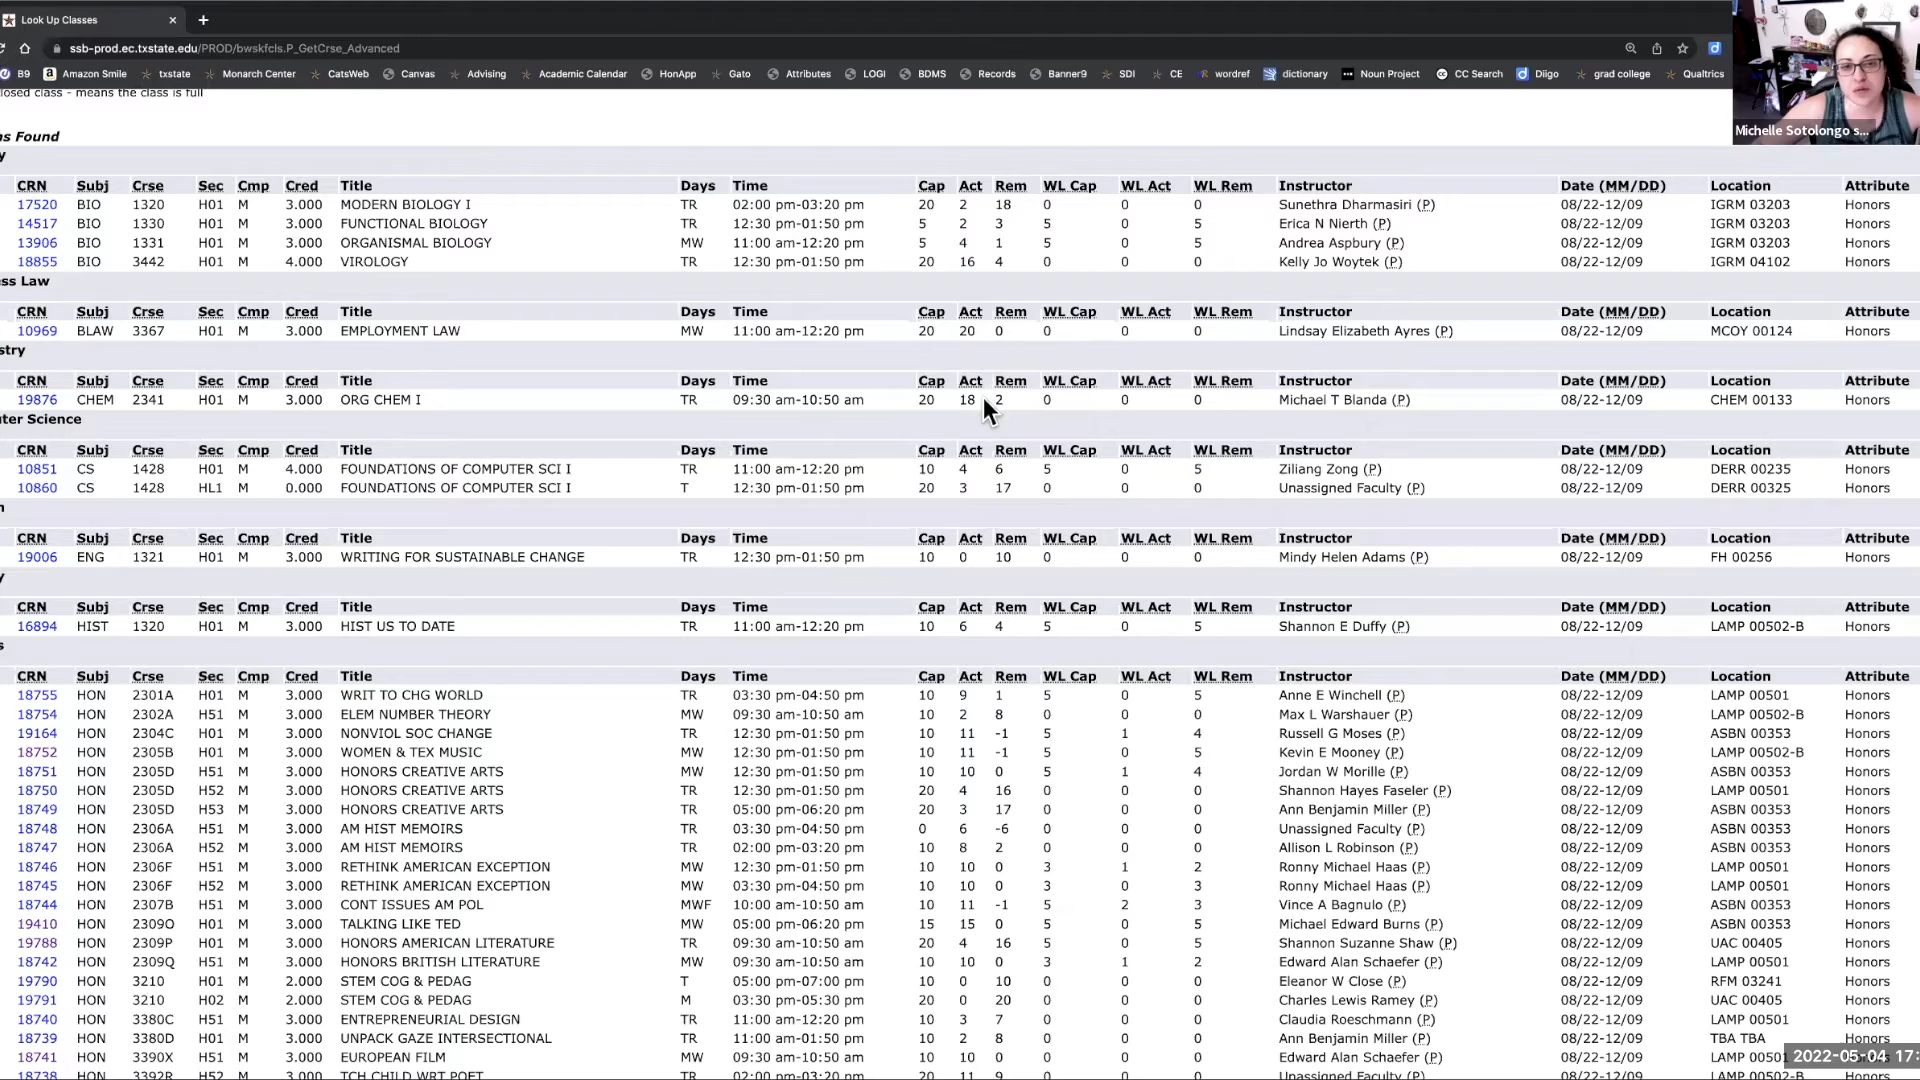 Look Up Classes
ssb-prod.ec.txstate.edu/PROD/bwskfcls.P_GetCrse_Advanced
B9 Amazon Smile txstate Monarch Center CatsWeb Canvas Advising Academic Calendar HonApp Gato Attributes LOGI BDMS Records Banner9 SDI CE wordref dictionary Noun Project CC Search Diigo grad college Qualtrics
losed class - means the class is full
Michelle Sotolongo s...
ns Found
y
CRN Subj Crse Sec Cmp Cred Title Days Time Cap Act Rem WL Cap WL Act WL Rem Instructor Date (MM/DD) Location Attribute
17520 BIO 1320 H01 M 3.000 MODERN BIOLOGY I TR 02:00 pm-03:20 pm 20 2 18 0 0 0 Sunethra Dharmasiri (P) 08/22-12/09 IGRM 03203 Honors
14517 BIO 1330 H01 M 3.000 FUNCTIONAL BIOLOGY TR 12:30 pm-01:50 pm 5 2 3 5 0 5 Erica N Nierth (P) 08/22-12/09 IGRM 03203 Honors
13906 BIO 1331 H01 M 3.000 ORGANISMAL BIOLOGY MW 11:00 am-12:20 pm 5 4 1 5 0 5 Andrea Aspbury (P) 08/22-12/09 IGRM 03203 Honors
18855 BIO 3442 H01 M 4.000 VIROLOGY TR 12:30 pm-01:50 pm 20 16 4 0 0 0 Kelly Jo Woytek (P) 08/22-12/09 IGRM 04102 Honors
ess Law
CRN Subj Crse Sec Cmp Cred Title Days Time Cap Act Rem WL Cap WL Act WL Rem Instructor Date (MM/DD) Location Attribute
10969 BLAW 3367 H01 M 3.000 EMPLOYMENT LAW MW 11:00 am-12:20 pm 20 20 0 0 0 0 Lindsay Elizabeth Ayres (P) 08/22-12/09 MCOY 00124 Honors
stry
CRN Subj Crse Sec Cmp Cred Title Days Time Cap Act Rem WL Cap WL Act WL Rem Instructor Date (MM/DD) Location Attribute
19876 CHEM 2341 H01 M 3.000 ORG CHEM I TR 09:30 am-10:50 am 20 18 2 0 0 0 Michael T Blanda (P) 08/22-12/09 CHEM 00133 Honors
uter Science
CRN Subj Crse Sec Cmp Cred Title Days Time Cap Act Rem WL Cap WL Act WL Rem Instructor Date (MM/DD) Location Attribute
10851 CS 1428 H01 M 4.000 FOUNDATIONS OF COMPUTER SCI I TR 11:00 am-12:20 pm 10 4 6 5 0 5 Ziliang Zong (P) 08/22-12/09 DERR 00235 Honors
10860 CS 1428 HL1 M 0.000 FOUNDATIONS OF COMPUTER SCI I T 12:30 pm-01:50 pm 20 3 17 0 0 0 Unassigned Faculty (P) 08/22-12/09 DERR 00325 Honors
h
CRN Subj Crse Sec Cmp Cred Title Days Time Cap Act Rem WL Cap WL Act WL Rem Instructor Date (MM/DD) Location Attribute
19006 ENG 1321 H01 M 3.000 WRITING FOR SUSTAINABLE CHANGE TR 12:30 pm-01:50 pm 10 0 10 0 0 0 Mindy Helen Adams (P) 08/22-12/09 FH 00256 Honors
y
CRN Subj Crse Sec Cmp Cred Title Days Time Cap Act Rem WL Cap WL Act WL Rem Instructor Date (MM/DD) Location Attribute
16894 HIST 1320 H01 M 3.000 HIST US TO DATE TR 11:00 am-12:20 pm 10 6 4 5 0 5 Shannon E Duffy (P) 08/22-12/09 LAMP 00502-B Honors
s
CRN Subj Crse Sec Cmp Cred Title Days Time Cap Act Rem WL Cap WL Act WL Rem Instructor Date (MM/DD) Location Attribute
18755 HON 2301A H01 M 3.000 WRIT TO CHG WORLD TR 03:30 pm-04:50 pm 10 9 1 5 0 5 Anne E Winchell (P) 08/22-12/09 LAMP 00501 Honors
18754 HON 2302A H51 M 3.000 ELEM NUMBER THEORY MW 09:30 am-10:50 am 10 2 8 0 0 0 Max L Warshauer (P) 08/22-12/09 LAMP 00502-B Honors
19164 HON 2304C H01 M 3.000 NONVIOL SOC CHANGE TR 12:30 pm-01:50 pm 10 11 -1 5 1 4 Russell G Moses (P) 08/22-12/09 ASBN 00353 Honors
18752 HON 2305B H01 M 3.000 WOMEN & TEX MUSIC MW 12:30 pm-01:50 pm 10 11 -1 5 0 5 Kevin E Mooney (P) 08/22-12/09 LAMP 00502-B Honors
18751 HON 2305D H51 M 3.000 HONORS CREATIVE ARTS MW 12:30 pm-01:50 pm 10 10 0 5 1 4 Jordan W Morille (P) 08/22-12/09 ASBN 00353 Honors
18750 HON 2305D H52 M 3.000 HONORS CREATIVE ARTS TR 12:30 pm-01:50 pm 20 4 16 0 0 0 Shannon Hayes Faseler (P) 08/22-12/09 LAMP 00501 Honors
18749 HON 2305D H53 M 3.000 HONORS CREATIVE ARTS TR 05:00 pm-06:20 pm 20 3 17 0 0 0 Ann Benjamin Miller (P) 08/22-12/09 ASBN 00353 Honors
18748 HON 2306A H51 M 3.000 AM HIST MEMOIRS TR 03:30 pm-04:50 pm 0 6 -6 0 0 0 Unassigned Faculty (P) 08/22-12/09 ASBN 00353 Honors
18747 HON 2306A H52 M 3.000 AM HIST MEMOIRS TR 02:00 pm-03:20 pm 10 8 2 0 0 0 Allison L Robinson (P) 08/22-12/09 ASBN 00353 Honors
18746 HON 2306F H51 M 3.000 RETHINK AMERICAN EXCEPTION MW 12:30 pm-01:50 pm 10 10 0 3 1 2 Ronny Michael Haas (P) 08/22-12/09 LAMP 00501 Honors
18745 HON 2306F H52 M 3.000 RETHINK AMERICAN EXCEPTION MW 03:30 pm-04:50 pm 10 10 0 3 0 3 Ronny Michael Haas (P) 08/22-12/09 LAMP 00501 Honors
18744 HON 2307B H51 M 3.000 CONT ISSUES AM POL MWF 10:00 am-10:50 am 10 11 -1 5 2 3 Vince A Bagnulo (P) 08/22-12/09 ASBN 00353 Honors
19410 HON 2309O H01 M 3.000 TALKING LIKE TED MW 05:00 pm-06:20 pm 15 15 0 5 0 5 Michael Edward Burns (P) 08/22-12/09 ASBN 00353 Honors
19788 HON 2309P H01 M 3.000 HONORS AMERICAN LITERATURE TR 09:30 am-10:50 am 20 4 16 5 0 5 Shannon Suzanne Shaw (P) 08/22-12/09 UAC 00405 Honors
18742 HON 2309Q H51 M 3.000 HONORS BRITISH LITERATURE MW 09:30 am-10:50 am 10 10 0 3 1 2 Edward Alan Schaefer (P) 08/22-12/09 LAMP 00501 Honors
19790 HON 3210 H01 M 2.000 STEM COG & PEDAG T 05:00 pm-07:00 pm 10 0 10 0 0 0 Eleanor W Close (P) 08/22-12/09 RFM 03241 Honors
19791 HON 3210 H02 M 2.000 STEM COG & PEDAG M 03:30 pm-05:30 pm 20 0 20 0 0 0 Charles Lewis Ramey (P) 08/22-12/09 UAC 00405 Honors
18740 HON 3380C H51 M 3.000 ENTREPRENEURIAL DESIGN TR 11:00 am-12:20 pm 10 3 7 0 0 0 Claudia Roeschmann (P) 08/22-12/09 LAMP 00501 Honors
18739 HON 3380D H01 M 3.000 UNPACK GAZE INTERSECTIONAL TR 11:00 am-01:50 pm 10 2 8 0 0 0 Ann Benjamin Miller (P) 08/22-12/09 TBA TBA Honors
18741 HON 3390X H51 M 3.000 EUROPEAN FILM MW 09:30 am-10:50 am 10 10 0 0 0 0 Edward Alan Schaefer (P) 08/22-12/09 LAMP 00501
2022-05-04 17:
18738 HON 3392R H52 M 3.000 TCH CHILD WRT POET TR 02:00 pm-03:20 pm 20 11 9 0 0 0 Unassigned Faculty (P) 08/22-12/09 LAMP 00502-B Honors